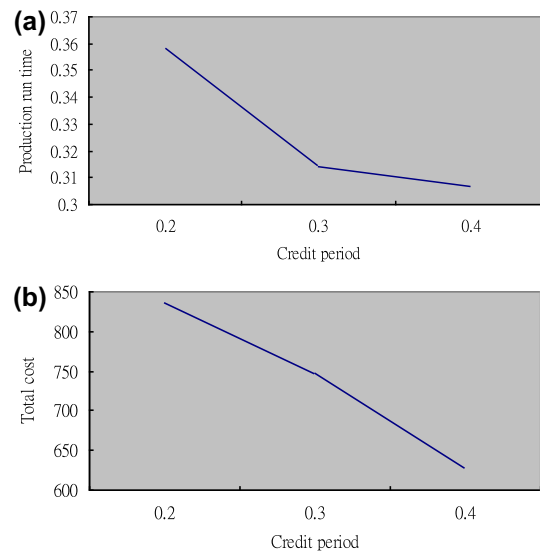 (a)
0.37
0.36
0.35
0.34
0.33
0.32
0.31
0.3
Production run time
0.2 0.3 0.4
Credit period
(b)
850
800
750
700
650
600
Total cost
0.2 0.3 0.4
Credit period